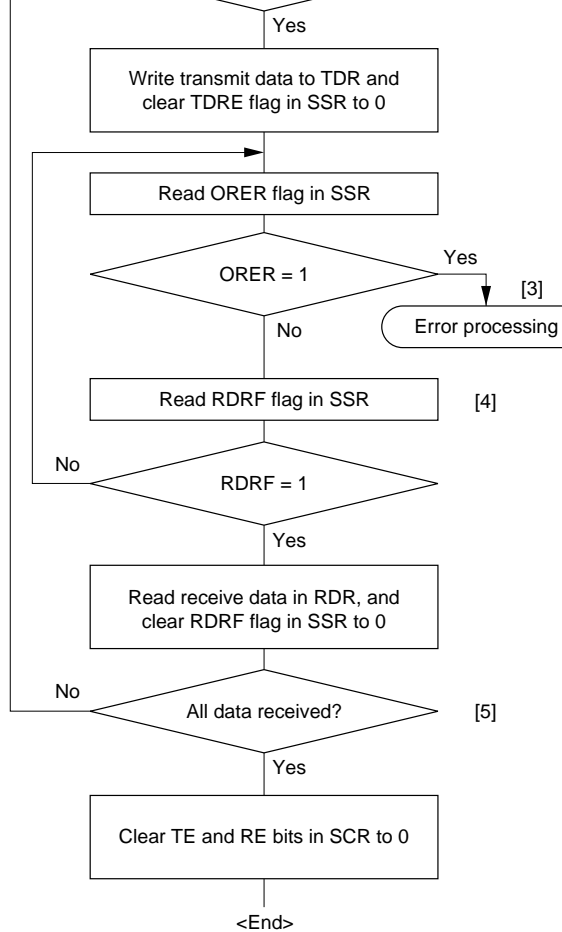 Yes
Write transmit data to TDR and
clear TDRE flag in SSR to 0
Read ORER flag in SSR
Yes
ORER = 1
[3]
Error processing
No
Read RDRF flag in SSR
[4]
No
RDRF = 1
Yes
Read receive data in RDR, and
clear RDRF flag in SSR to 0
No
All data received?
[5]
Yes
Clear TE and RE bits in SCR to 0
<End>